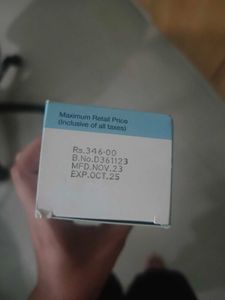 Maximum Retail Price
(Inclusive of all taxes)
Rs.346-00
B.No.D361123
MFD.NOV.23
EXP.OCT.25